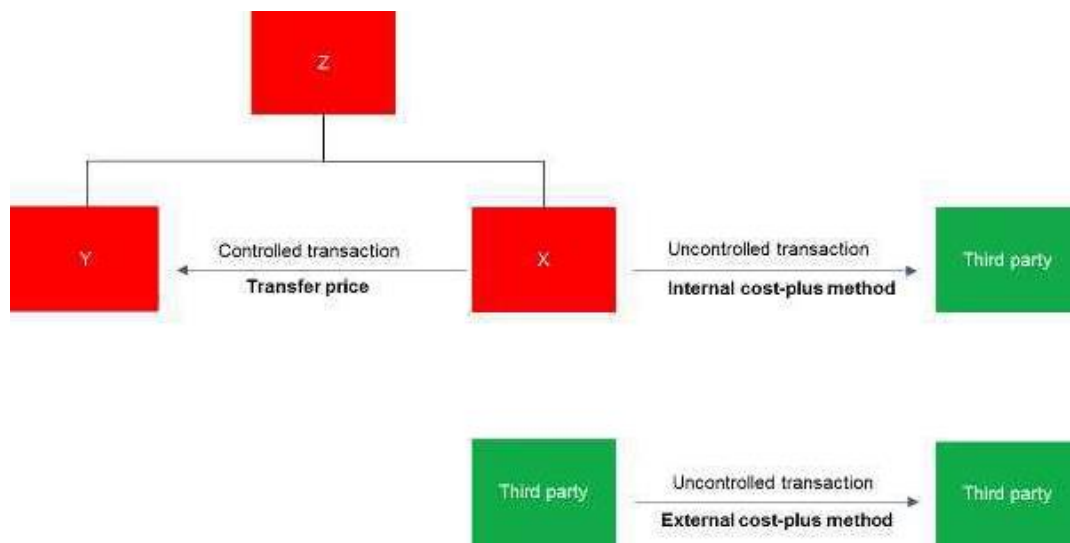 Z
Y
Controlled transaction
Transfer price
X
Uncontrolled transaction
Internal cost-plus method
Third party
Third party
Uncontrolled transaction
External cost-plus method
Third party